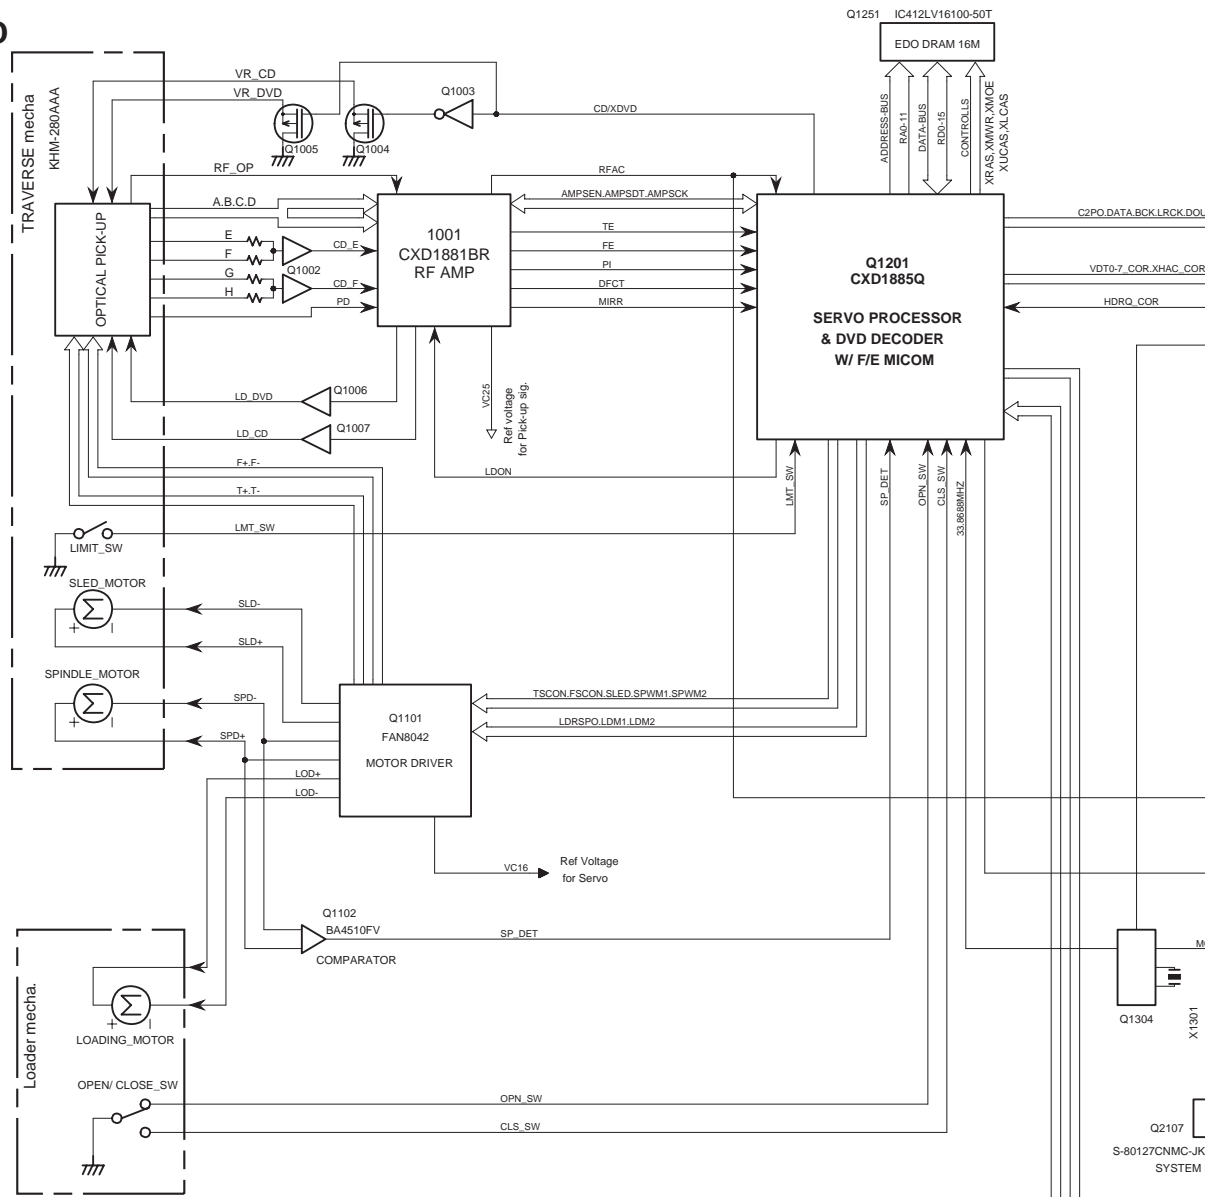 D
Q1251 IC412LV16100-50T
EDO DRAM 16M
TRAVERSE mecha
KHM-280AAA
VR_CD
VR_DVD
Q1005
Q1004
Q1003
CD/XDVD
ADDRESS-BUS
RA0-11
DATA-BUS
RD0-15
CONTROLLS
XRAS,XMWR,XMOE
XUCAS,XLCAS
RF_OP
RFAC
A.B.C.D
AMPSEN.AMPSDT.AMPSCK
OPTICAL PICK-UP
E
F
G
H
Q1002
CD_E
CD_F
PD
1001
CXD1881BR
RF AMP
TE
FE
PI
DFCT
MIRR
Q1201
CXD1885Q
SERVO PROCESSOR
& DVD DECODER
W/ F/E MICOM
C2PO.DATA.BCK.LRCK.DOU
VDT0-7_COR.XHAC_COR
HDRQ_COR
Q1006
LD_DVD
Q1007
LD_CD
VC25
Ref voltage
for Pick-up sig.
F+.F-
LDON
T+.T-
LMT_SW
SP_DET
OPN_SW
CLS_SW
33.8688MHZ
LMT_SW
LIMIT_SW
SLED_MOTOR
Σ
+ −
SLD-
SLD+
SPINDLE_MOTOR
Σ
+ −
SPD-
SPD+
Q1101
FAN8042
MOTOR DRIVER
TSCON.FSCON.SLED.SPWM1.SPWM2
LDRSPO.LDM1.LDM2
LOD+
LOD-
VC16
Ref Voltage
for Servo
Q1102
BA4510FV
COMPARATOR
SP_DET
Loader mecha.
Σ
+ −
LOADING_MOTOR
Q1304
X1301
OPEN/ CLOSE_SW
OPN_SW
CLS_SW
Q2107
S-80127CNMC-JK
SYSTEM